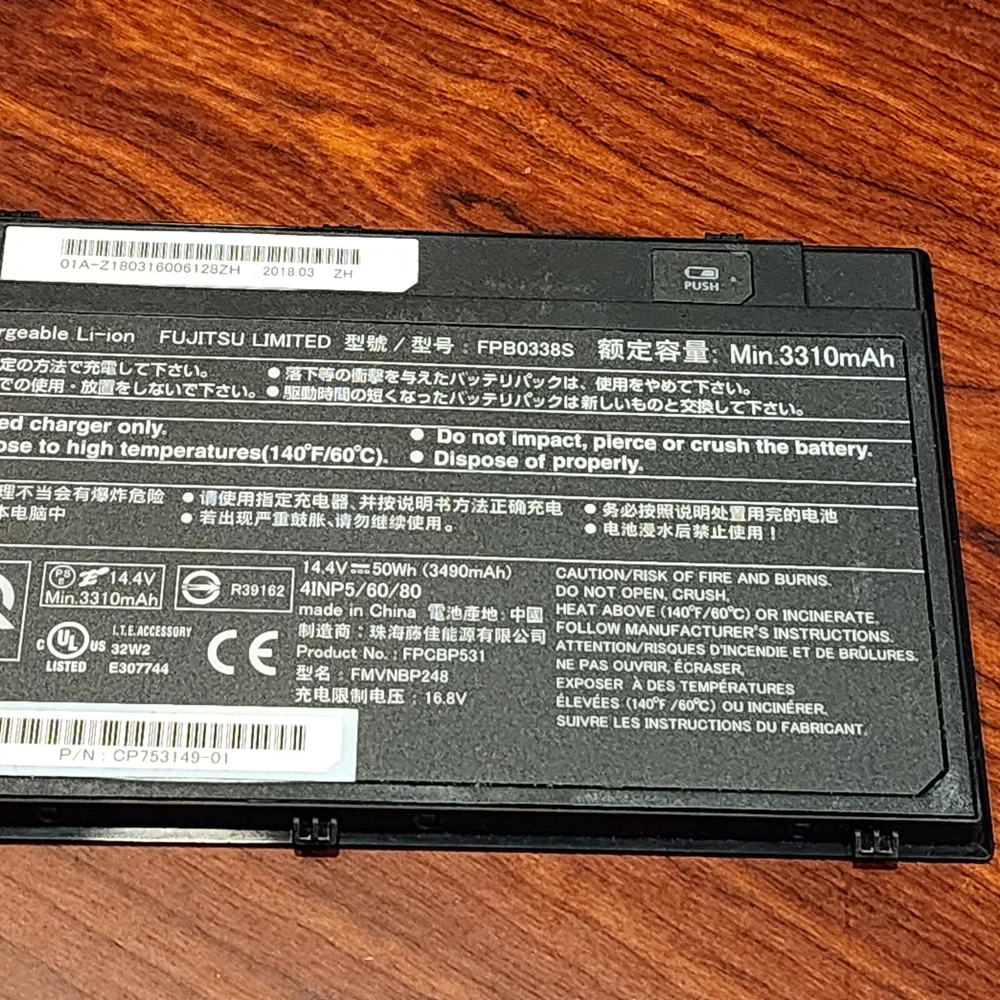 01A-Z180316006128ZH 2018.03 ZH
PUSH
rgeable Li-ion FUJITSU LIMITED 型號 / 型号 : FPB0338S 额定容量: Min.3310mAh
定の方法で充電して下さい。 ● 落下等の衝撃を与えたバッテリパックは、使用をやめて下さい。
での使用・放置をしないで下さい。 ● 駆動時間の短くなったバッテリパックは新しいものと交換して下さい。
ed charger only. ● Do not impact, pierce or crush the battery.
ose to high temperatures(140°F/60°C). ● Dispose of properly.
理不当会有爆炸危险 ● 请使用指定充电器、并按说明书方法正确充电 ● 务必按照说明处置用完的电池
本电脑中 ● 若出现严重鼓胀、请勿继续使用。 ● 电池浸水后禁止使用！
PS E 14.4V
Min.3310mAh
R39162
C UL US LISTED
I.T.E.ACCESSORY
32W2
E307744
CE
14.4V⎓50Wh (3490mAh)
4INP5/60/80
made in China 電池產地: 中國
制造商：珠海藤佳能源有限公司
Product No.: FPCBP531
型名：FMVNBP248
充电限制电压：16.8V
CAUTION/RISK OF FIRE AND BURNS.
DO NOT OPEN, CRUSH,
HEAT ABOVE (140°F/60°C) OR INCINERATE.
FOLLOW MANUFACTURER'S INSTRUCTIONS.
ATTENTION/RISQUES D'INCENDIE ET DE BRÛLURES.
NE PAS OUVRIR, ÉCRASER,
EXPOSER À DES TEMPÉRATURES
ÉLEVÉES (140°F /60°C) OU INCINÉRER.
SUIVRE LES INSTRUCTIONS DU FABRICANT.
P/N : CP753149-01